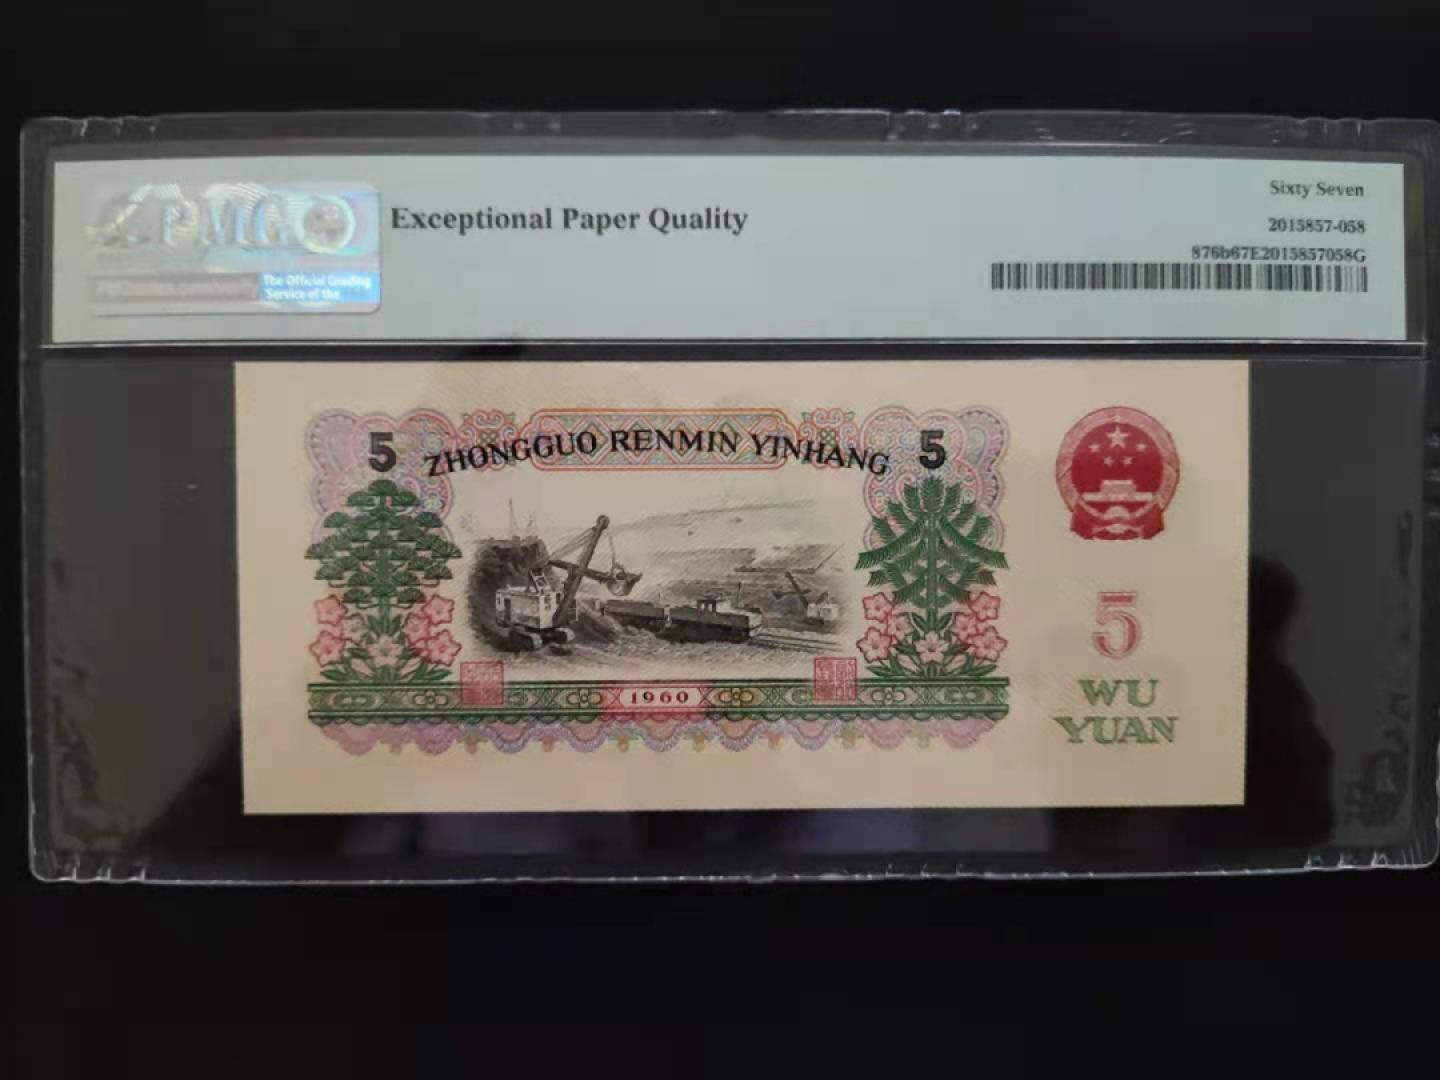 PMG
The Official Grading
Service of the
Exceptional Paper Quality
Sixty Seven
2015857-058
876b67E2015857058G
5 ZHONGGUO RENMIN YINHANG 5
1960
5
WU
YUAN